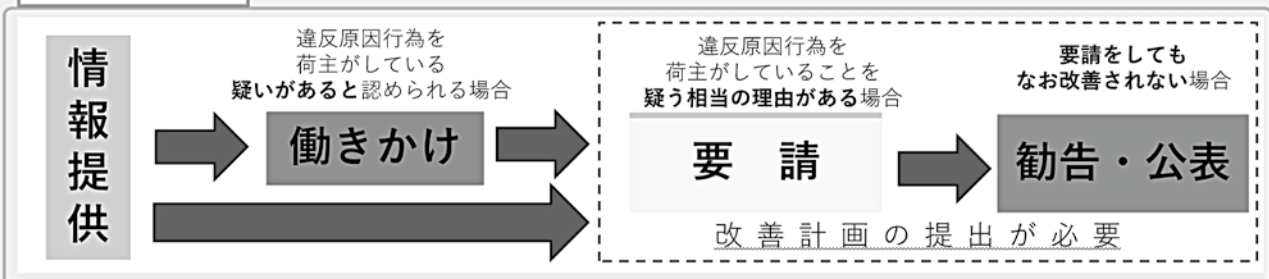 情報提供
違反原因行為を
荷主がしている
疑いがあると認められる場合
働きかけ
違反原因行為を
荷主がしていることを
疑う相当の理由がある場合
要 請
要請をしても
なお改善されない場合
勧告・公表
改善計画の提出が必要